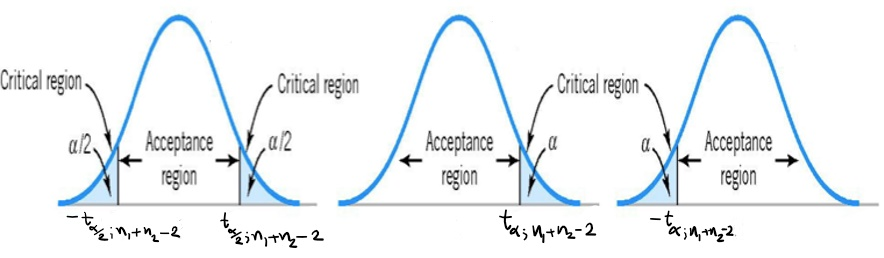 Critical region
α/2
Acceptance
region
Critical region
α/2
-t α/2; n₁+n₂-2
t α/2; n₁+n₂-2
Acceptance
region
Critical region
α
t α; n₁+n₂-2
α
Acceptance
region
-t α; n₁+n₂-2